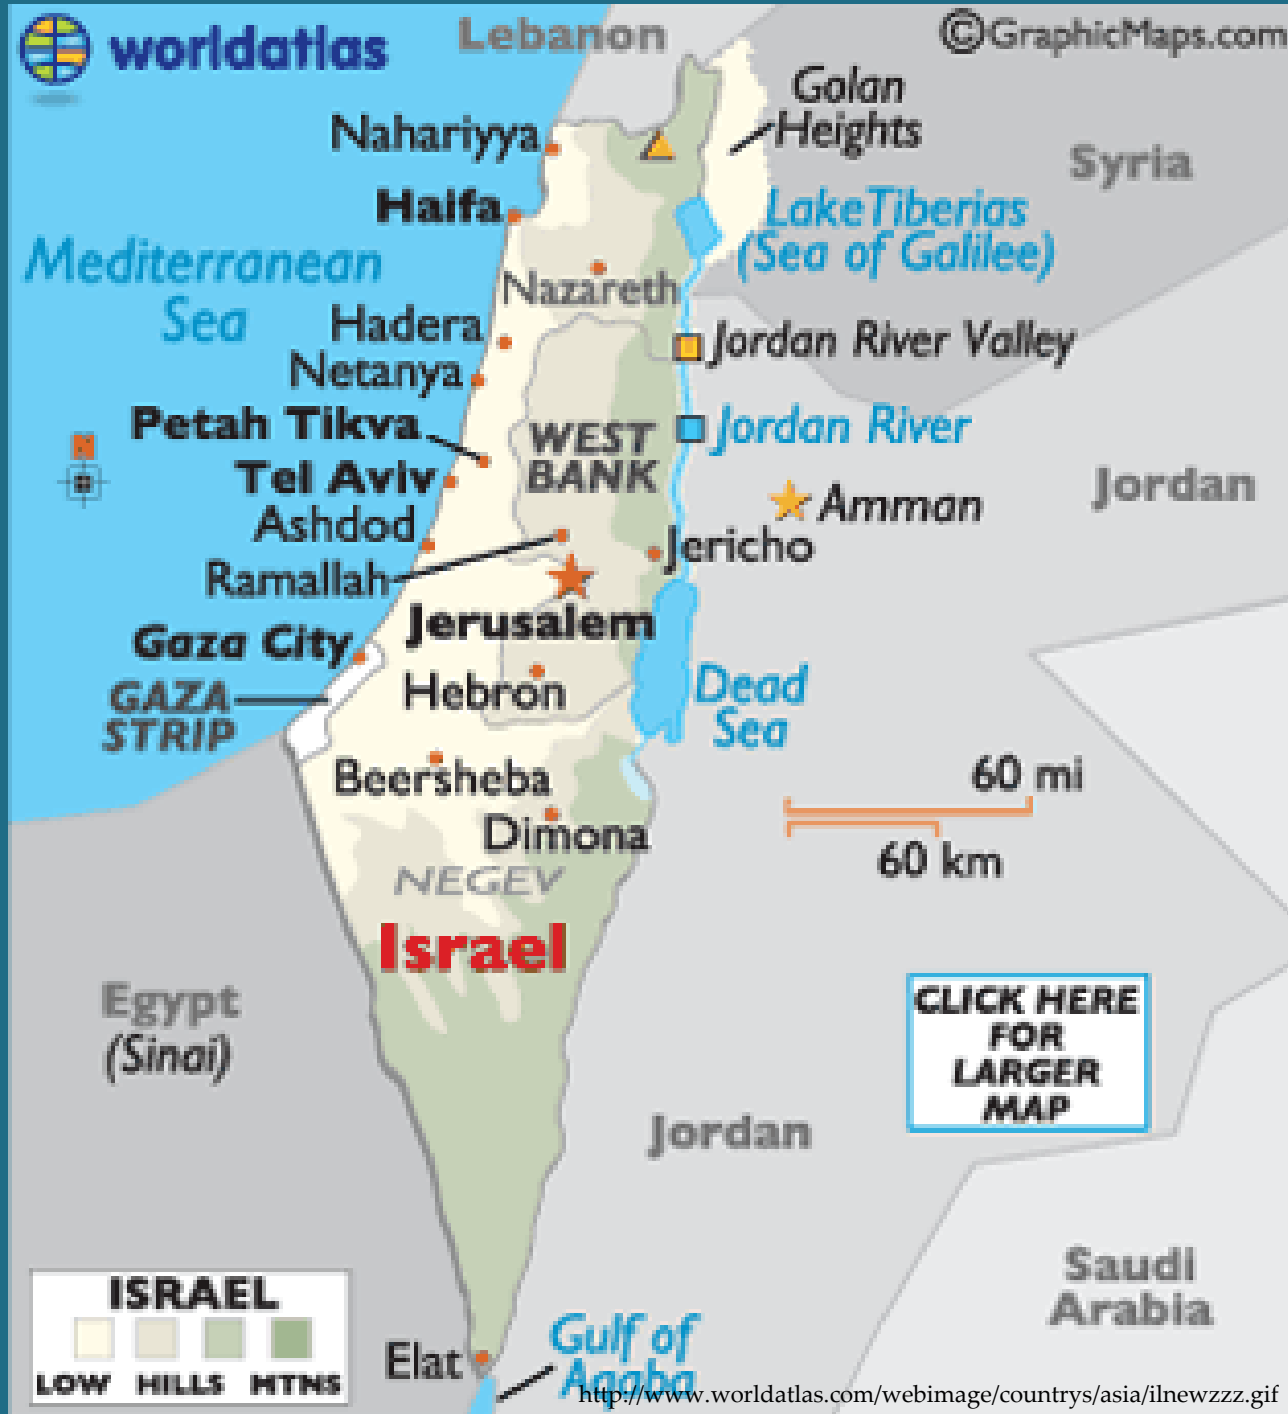 worldatlas
Lebanon
©GraphicMaps.com
Golan
Heights
Nahariyya
Syria
Haifa
Lake Tiberias
(Sea of Galilee)
Mediterranean
Sea
Nazareth
Hadera
Jordan River Valley
Netanya
Petah Tikva
Jordan River
WEST
BANK
N
Tel Aviv
Jordan
Amman
Ashdod
Jericho
Ramallah
Jerusalem
Gaza City
Hebron
Dead
Sea
GAZA
STRIP
Beersheba
60 mi
Dimona
60 km
NEGEV
Israel
Egypt
(Sinai)
CLICK HERE
FOR
LARGER
MAP
Jordan
Saudi
Arabia
ISRAEL
LOW HILLS MTNS
Elat
Gulf of
Aqaba
http://www.worldatlas.com/webimage/countrys/asia/ilnewzzz.gif